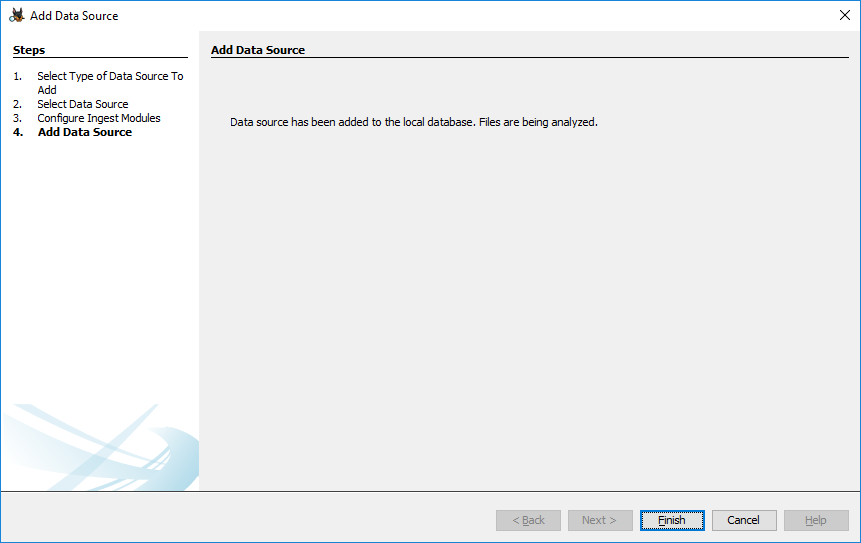 Add Data Source
Steps
1. Select Type of Data Source To
Add
2. Select Data Source
3. Configure Ingest Modules
4. Add Data Source
Add Data Source
Data source has been added to the local database. Files are being analyzed.
< Back
Next >
Finish
Cancel
Help